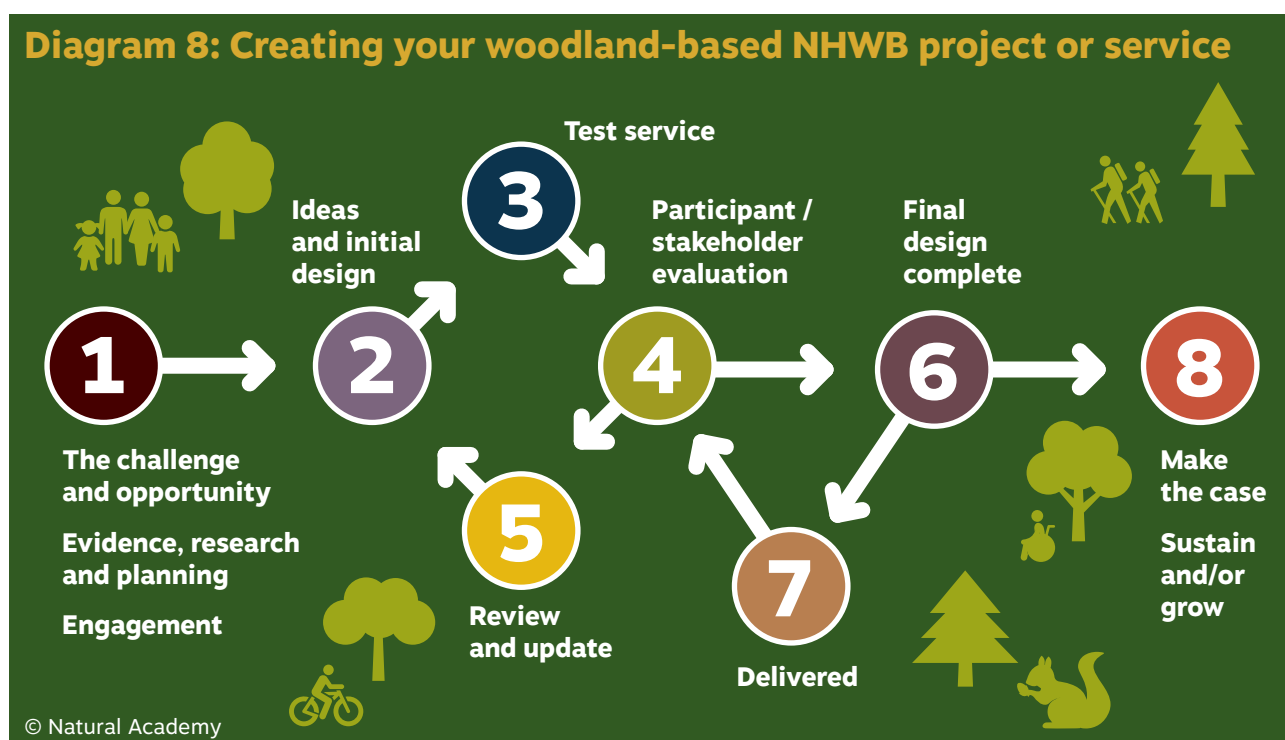 Diagram 8: Creating your woodland-based NHWB project or service
1
The challenge
and opportunity
Evidence, research
and planning
Engagement
2
Ideas
and initial
design
3
Test service
4
Participant /
stakeholder
evaluation
5
Review
and update
6
Final
design
complete
7
Delivered
8
Make
the case
Sustain
and/or
grow
© Natural Academy